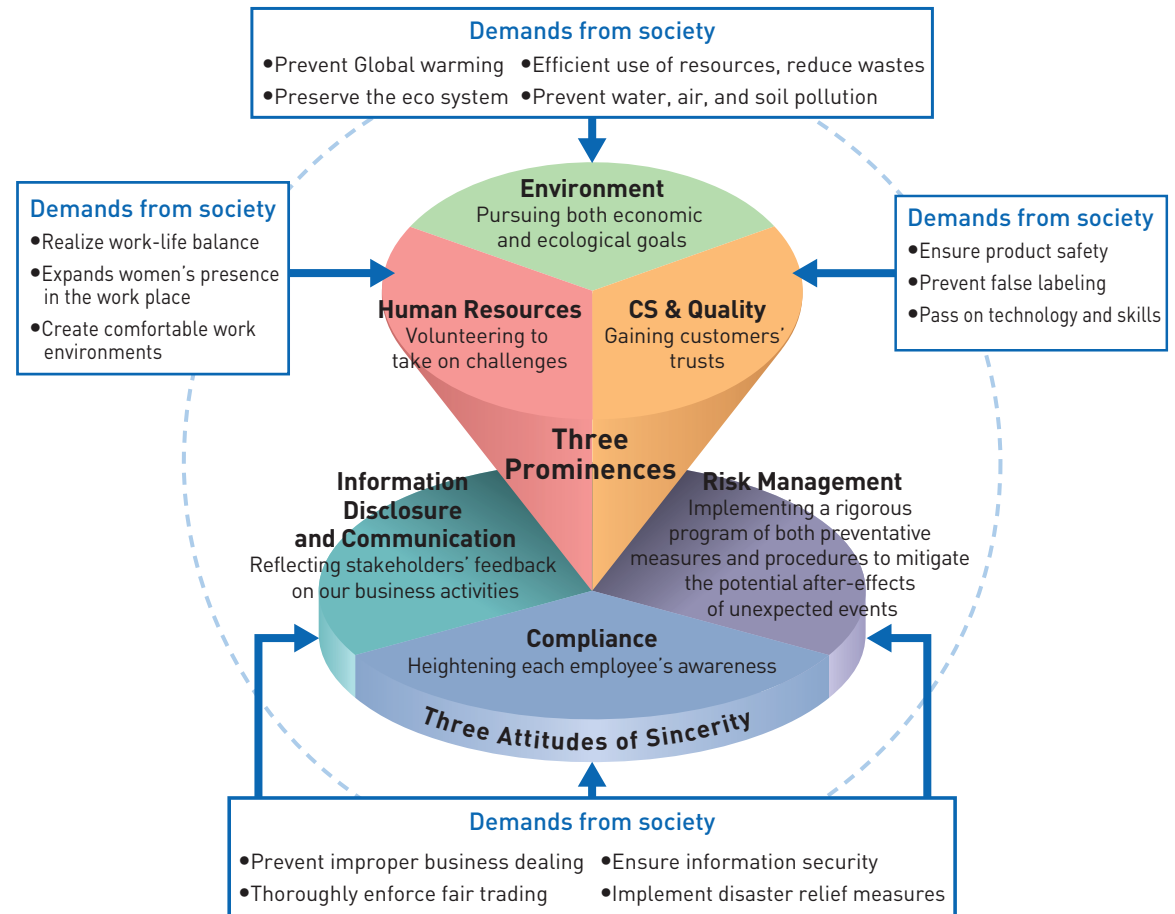 Demands from society
●Prevent Global warming ●Efficient use of resources, reduce wastes
●Preserve the eco system ●Prevent water, air, and soil pollution
Demands from society
●Realize work-life balance
●Expands women’s presence
in the work place
●Create comfortable work
environments
Environment
Pursuing both economic
and ecological goals
Demands from society
●Ensure product safety
●Prevent false labeling
●Pass on technology and skills
Human Resources
Volunteering to
take on challenges
CS & Quality
Gaining customers’
trusts
Three
Prominences
Information
Disclosure
and Communication
Reflecting stakeholders’ feedback
on our business activities
Risk Management
Implementing a rigorous
program of both preventative
measures and procedures to mitigate
the potential after-effects
of unexpected events
Compliance
Heightening each employee’s awareness
Three Attitudes of Sincerity
Demands from society
●Prevent improper business dealing ●Ensure information security
●Thoroughly enforce fair trading ●Implement disaster relief measures